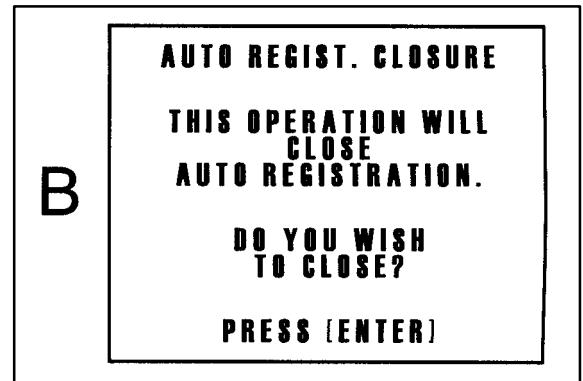 B
AUTO REGIST. CLOSURE
THIS OPERATION WILL
CLOSE
AUTO REGISTRATION.
DO YOU WISH
TO CLOSE?
PRESS [ENTER]